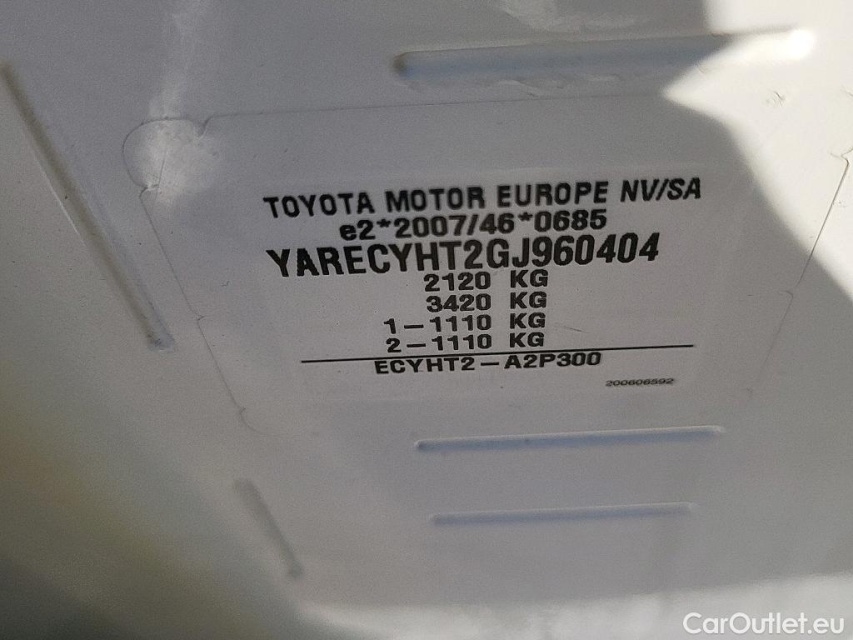 TOYOTA MOTOR EUROPE NV/SA
e2*2007/46*0685
YARECYHT2GJ960404
2120 KG
3420 KG
1-1110 KG
2-1110 KG
ECYHT2-A2P300
200606592
CarOutlet.eu